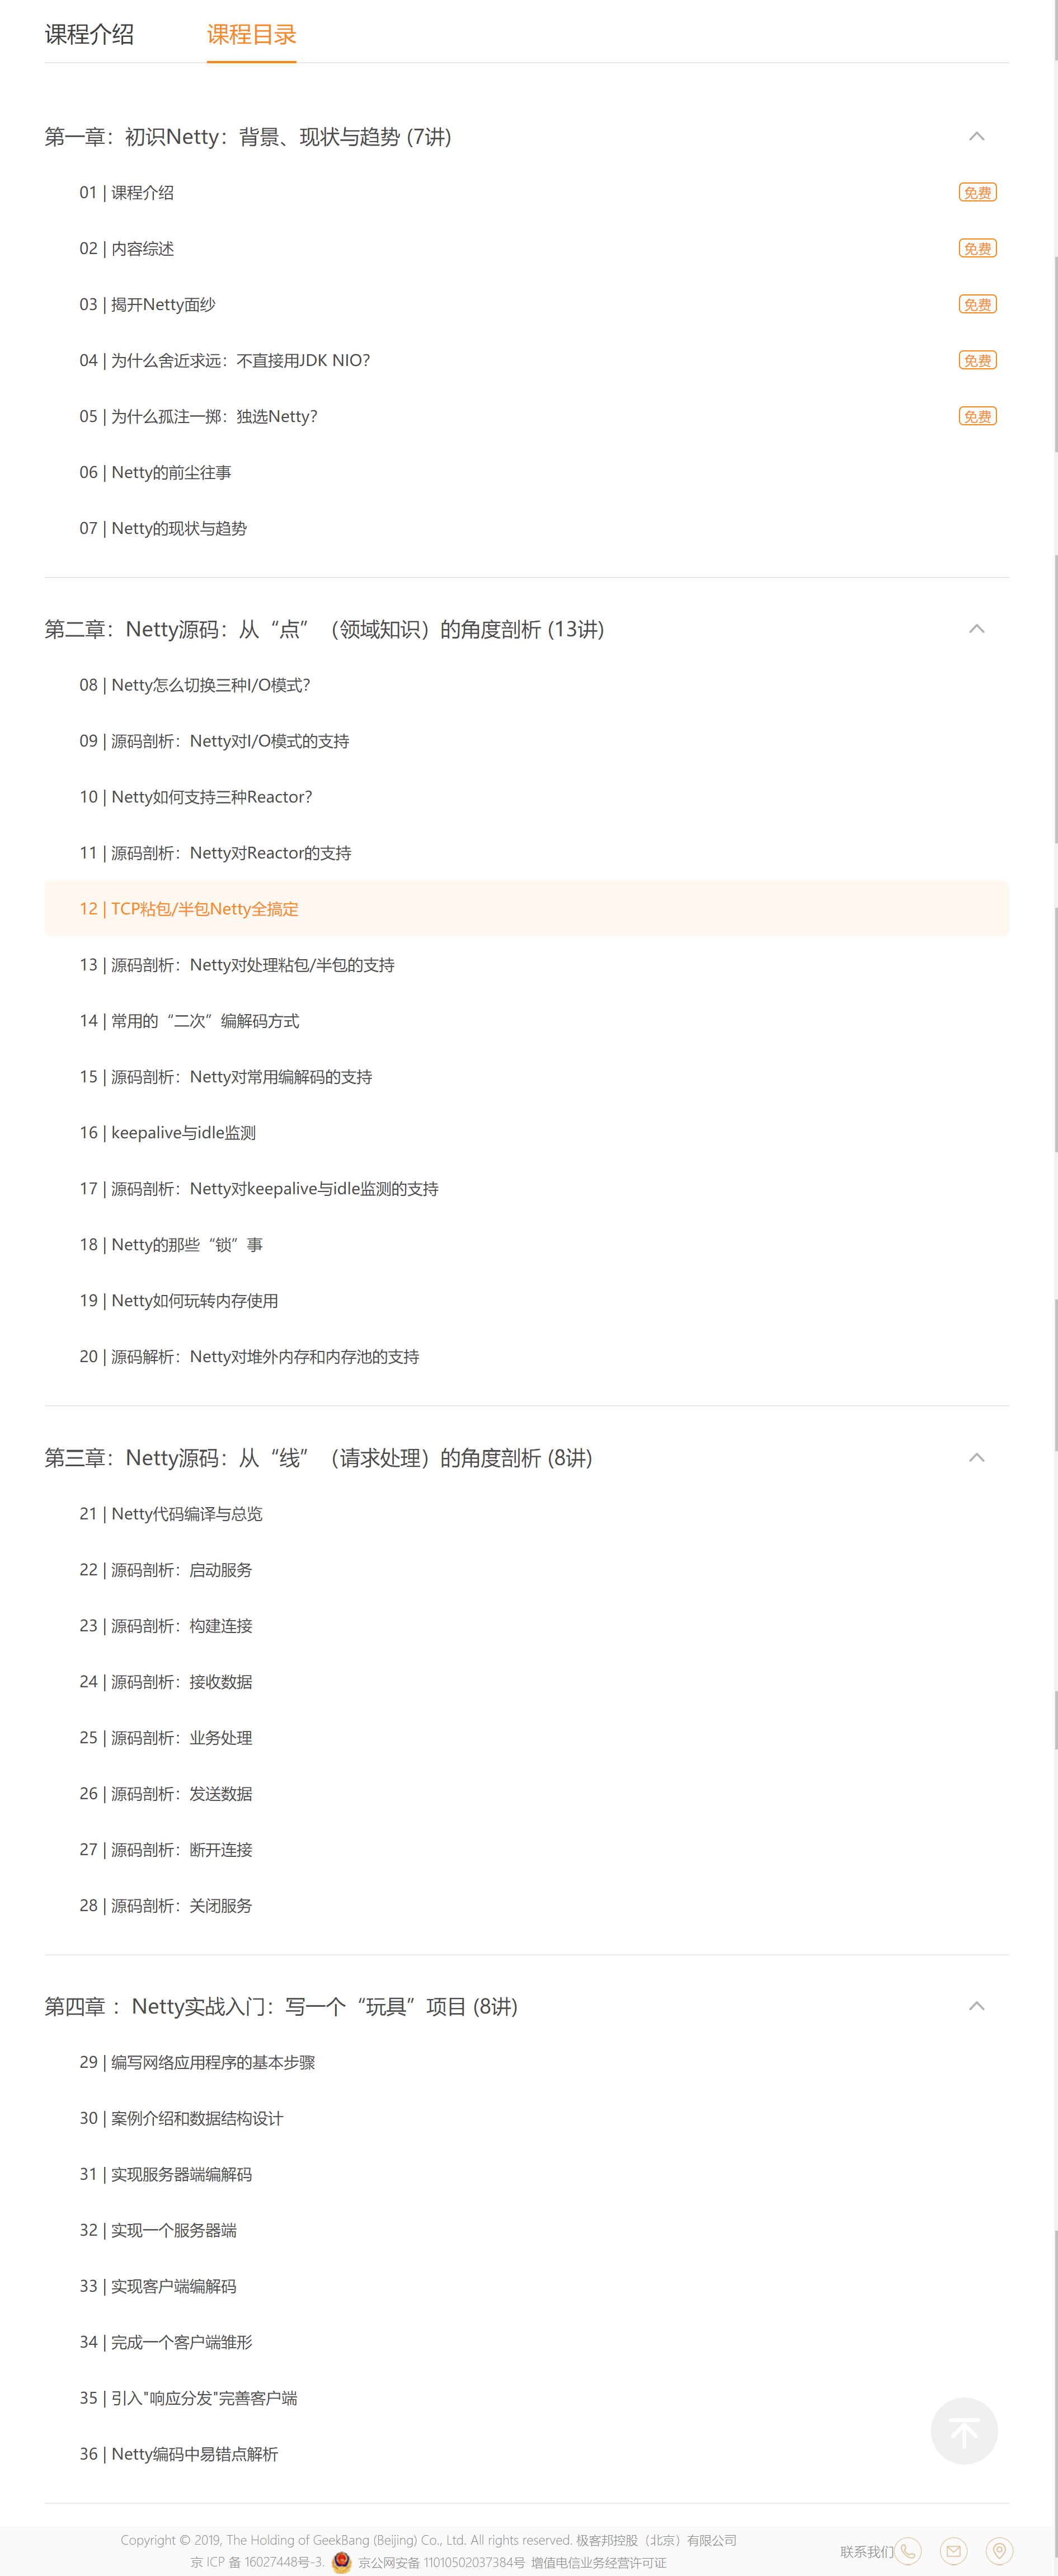 课程介绍 课程目录
第一章：初识Netty：背景、现状与趋势 (7讲)
01 | 课程介绍 免费
02 | 内容综述 免费
03 | 揭开Netty面纱 免费
04 | 为什么舍近求远：不直接用JDK NIO？ 免费
05 | 为什么孤注一掷：独选Netty？ 免费
06 | Netty的前尘往事
07 | Netty的现状与趋势
第二章：Netty源码：从“点”（领域知识）的角度剖析 (13讲)
08 | Netty怎么切换三种I/O模式？
09 | 源码剖析：Netty对I/O模式的支持
10 | Netty如何支持三种Reactor？
11 | 源码剖析：Netty对Reactor的支持
12 | TCP粘包/半包Netty全搞定
13 | 源码剖析：Netty对处理粘包/半包的支持
14 | 常用的“二次”编解码方式
15 | 源码剖析：Netty对常用编解码的支持
16 | keepalive与idle监测
17 | 源码剖析：Netty对keepalive与idle监测的支持
18 | Netty的那些“锁”事
19 | Netty如何玩转内存使用
20 | 源码解析：Netty对堆外内存和内存池的支持
第三章：Netty源码：从“线”（请求处理）的角度剖析 (8讲)
21 | Netty代码编译与总览
22 | 源码剖析：启动服务
23 | 源码剖析：构建连接
24 | 源码剖析：接收数据
25 | 源码剖析：业务处理
26 | 源码剖析：发送数据
27 | 源码剖析：断开连接
28 | 源码剖析：关闭服务
第四章 ：Netty实战入门：写一个“玩具”项目 (8讲)
29 | 编写网络应用程序的基本步骤
30 | 案例介绍和数据结构设计
31 | 实现服务器端编解码
32 | 实现一个服务器端
33 | 实现客户端编解码
34 | 完成一个客户端雏形
35 | 引入"响应分发"完善客户端
36 | Netty编码中易错点解析
Copyright © 2019, The Holding of GeekBang (Beijing) Co., Ltd. All rights reserved. 极客邦控股（北京）有限公司
京 ICP 备 16027448号-3. 京公网安备 11010502037384号 增值电信业务经营许可证
联系我们